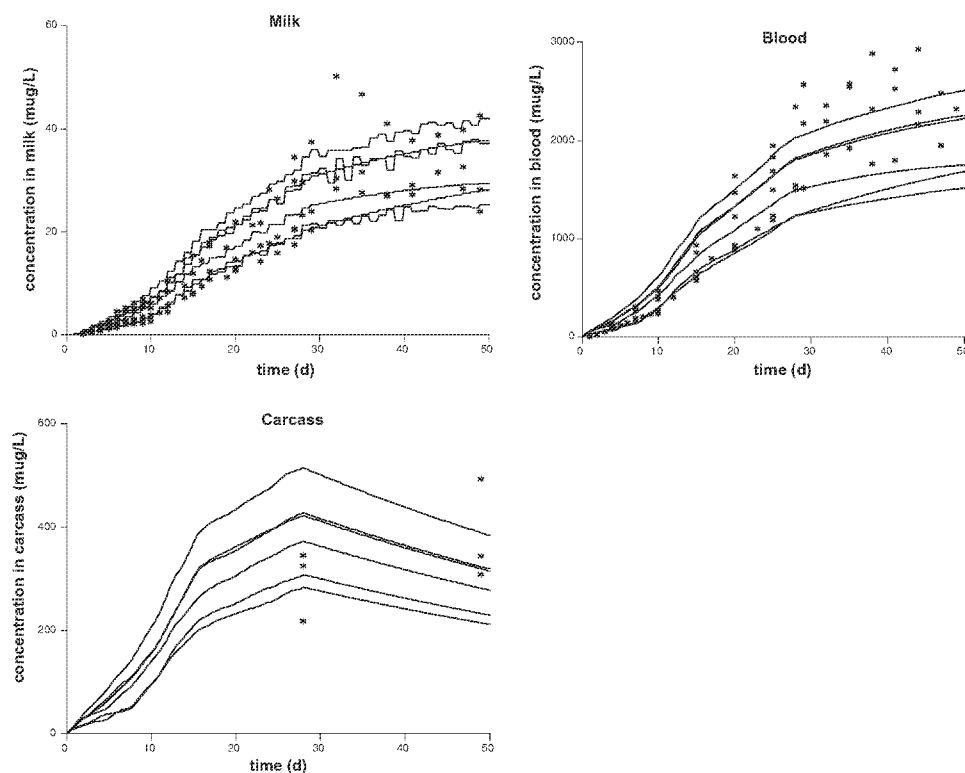 Milk
60
40
20
0
0 10 20 30 40 50
concentration in milk (mug/L)
time (d)
Blood
3000
2000
1000
0
0 10 20 30 40 50
concentration in blood (mug/L)
time (d)
Carcass
600
400
200
0
0 10 20 30 40 50
concentration in carcass (mug/L)
time (d)